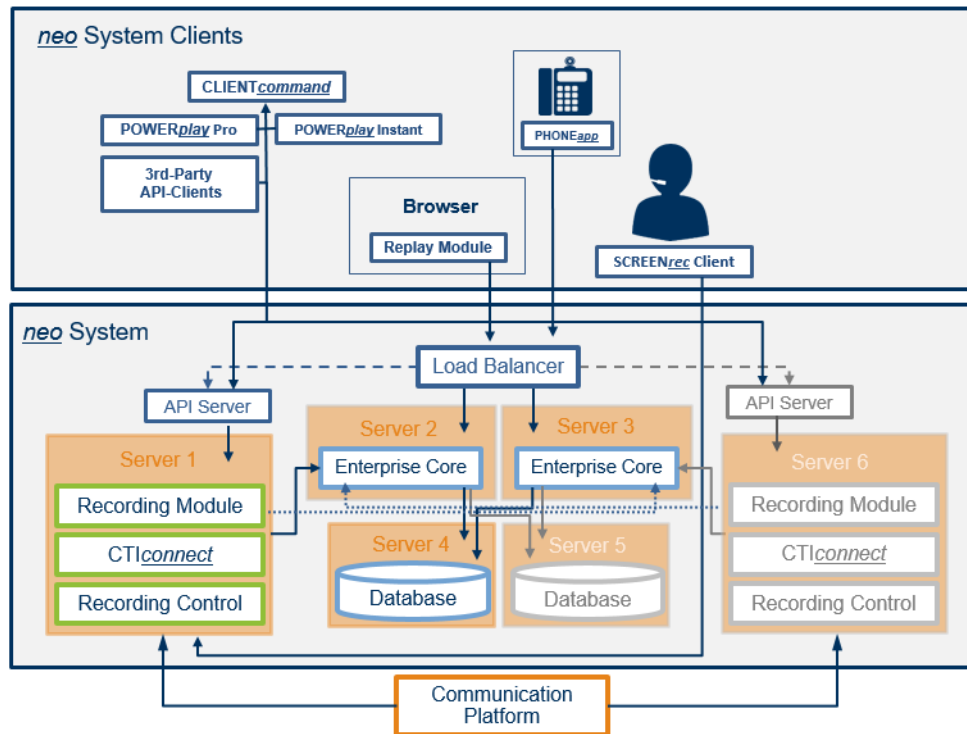 neo System Clients
CLIENTcommand
POWERplay Pro
POWERplay Instant
3rd-Party
API-Clients
PHONEapp
Browser
Replay Module
SCREENrec Client
neo System
Load Balancer
API Server
API Server
Server 1
Recording Module
CTIconnect
Recording Control
Server 2
Enterprise Core
Server 3
Enterprise Core
Server 4
Database
Server 5
Database
Server 6
Recording Module
CTIconnect
Recording Control
Communication
Platform